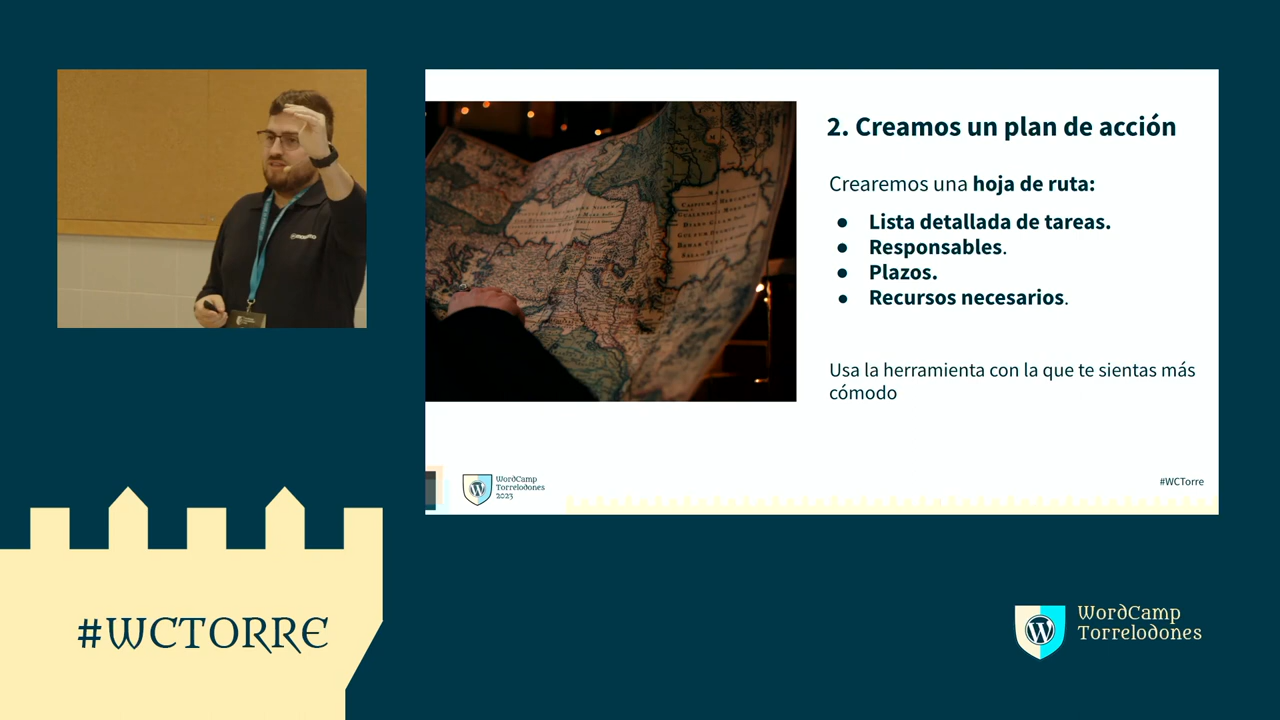 2. Creamos un plan de acción
Crearemos una hoja de ruta:
● Lista detallada de tareas.
● Responsables.
● Plazos.
● Recursos necesarios.
Usa la herramienta con la que te sientas más
cómodo
WordCamp
Torrelodones
2023
#WCTorre
#WCTORRE
WordCamp
Torrelodones